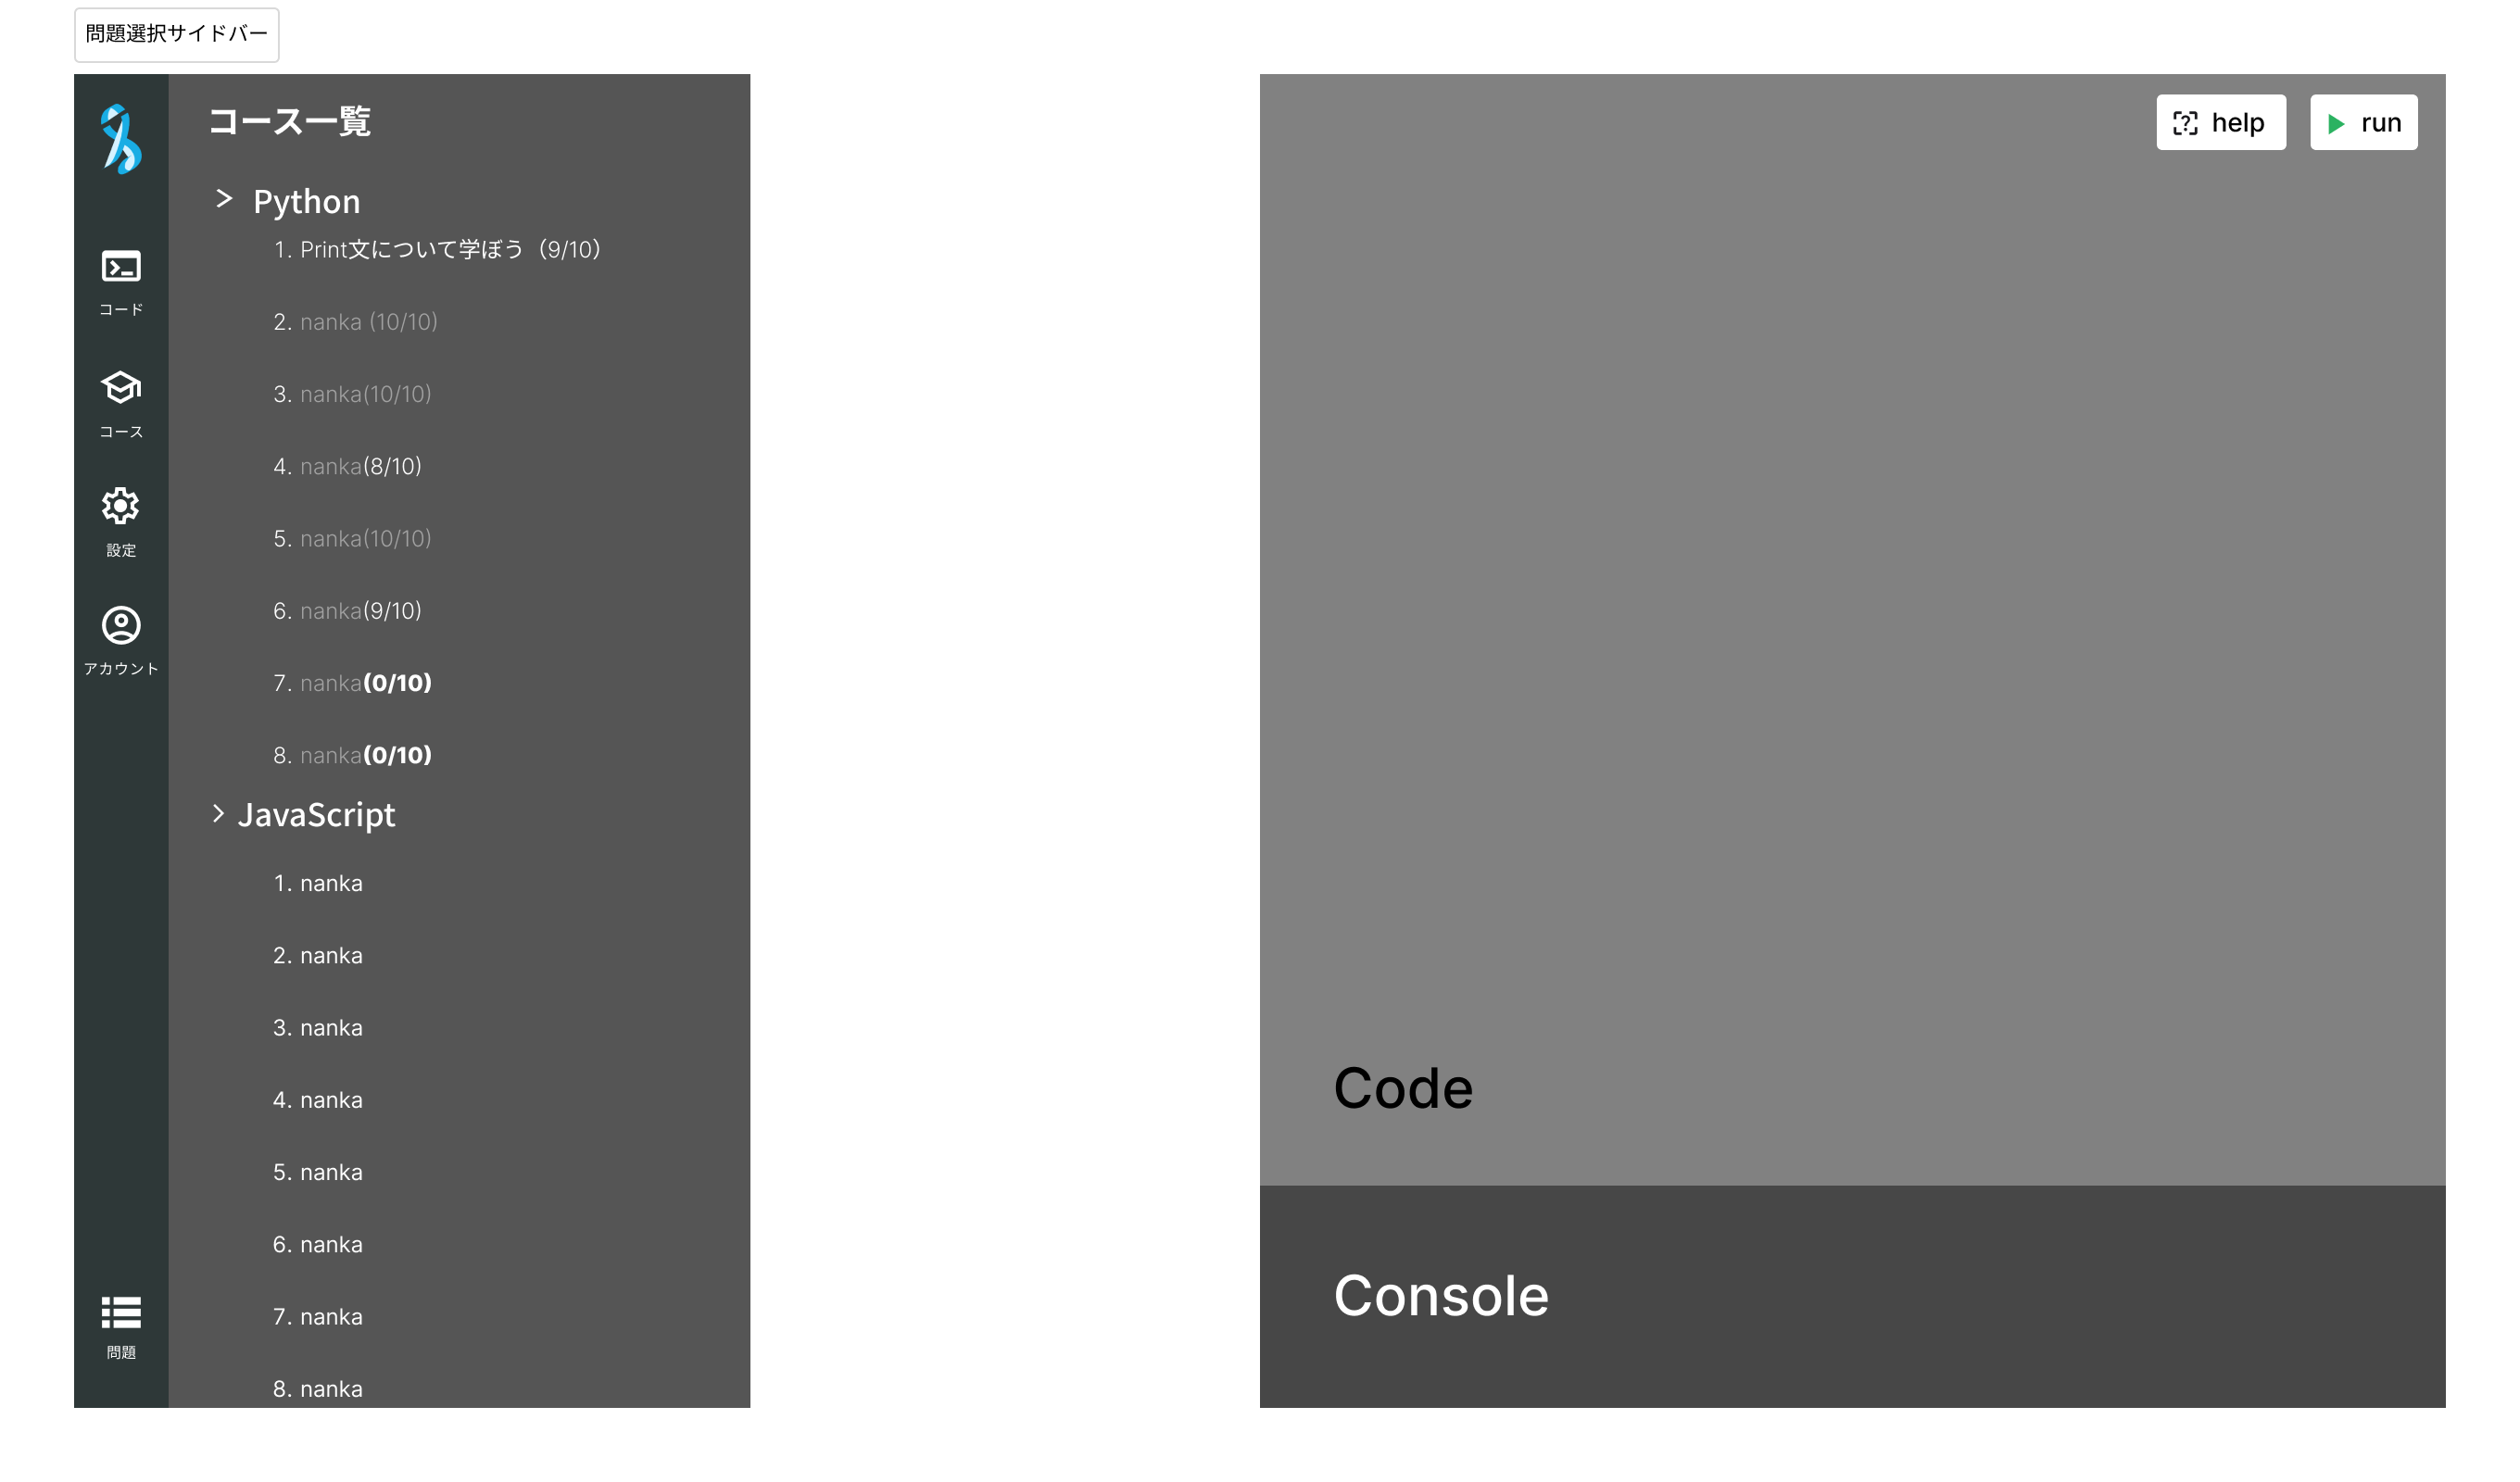 問題選択サイドバー
コード
コース
設定
アカウント
問題
コース一覧
Python
1. Print文について学ぼう（9/10）
2. nanka (10/10)
3. nanka(10/10)
4. nanka(8/10)
5. nanka(10/10)
6. nanka(9/10)
7. nanka(0/10)
8. nanka(0/10)
JavaScript
1. nanka
2. nanka
3. nanka
4. nanka
5. nanka
6. nanka
7. nanka
8. nanka
help
run
Code
Console